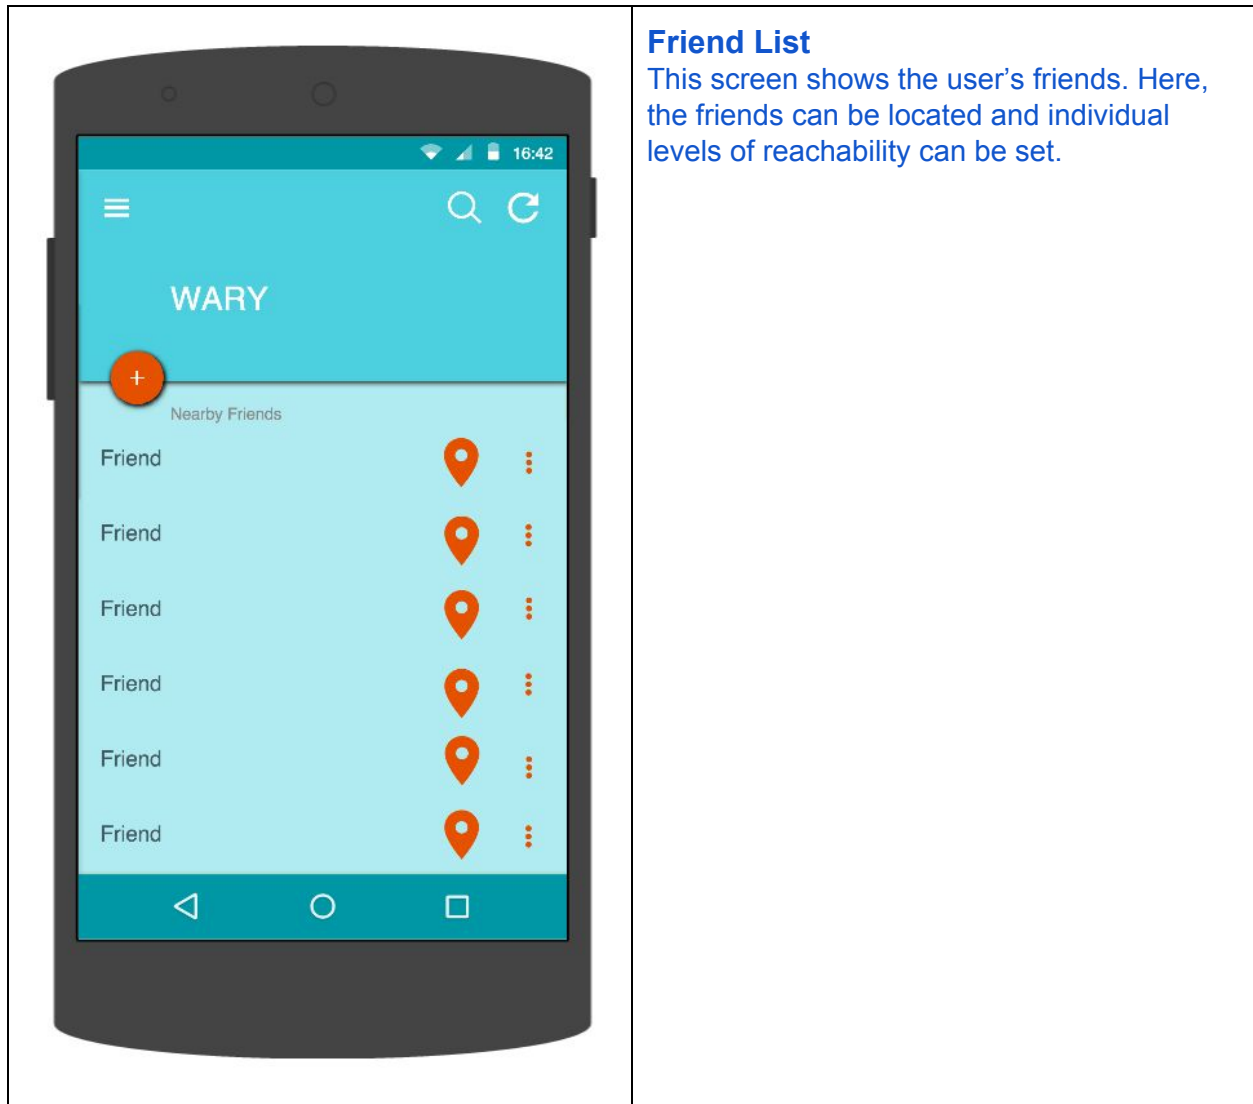 16:42
WARY
+
Nearby Friends
Friend
Friend
Friend
Friend
Friend
Friend
Friend List
This screen shows the user’s friends. Here,
the friends can be located and individual
levels of reachability can be set.